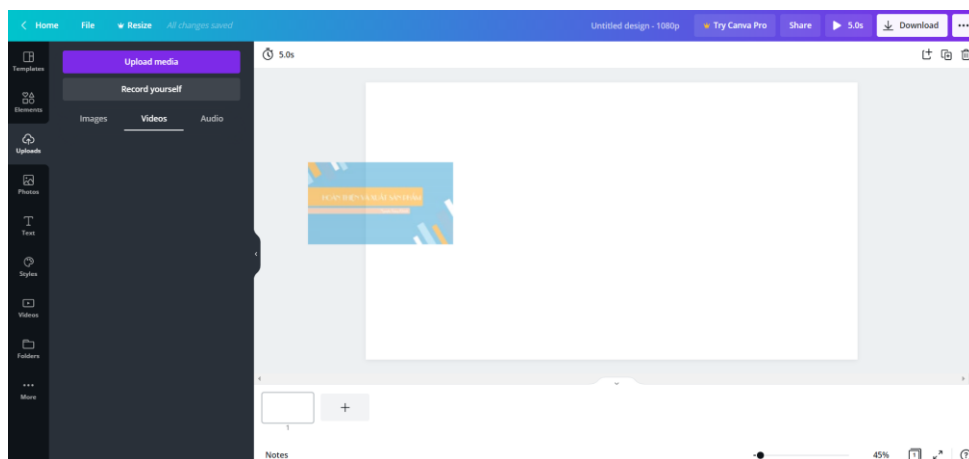 Home File Resize All changes saved Untitled design - 1080p Try Canva Pro Share 5.0s Download
Templates
Elements
Uploads
Photos
Text
Styles
Videos
Folders
More
Upload media
Record yourself
Images Videos Audio
5.0s
1
Notes 45% 1